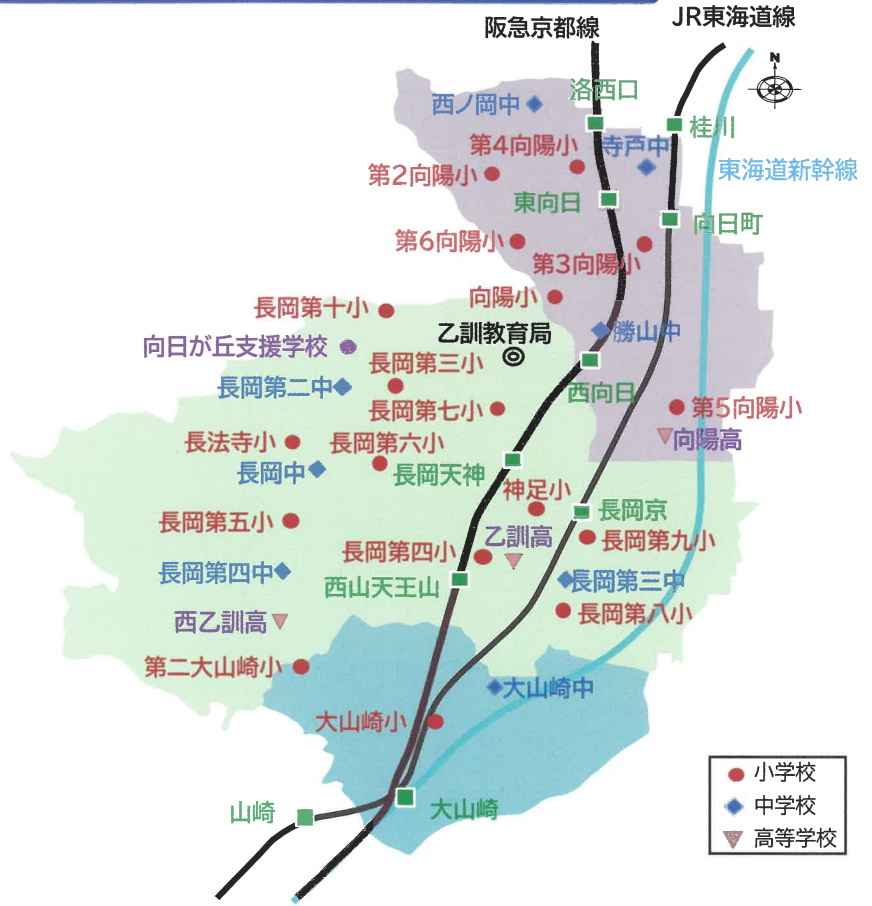 阪急京都線
JR東海道線
N
洛西口
西ノ岡中
桂川
第4向陽小
寺戸中
第2向陽小
東海道新幹線
東向日
向日町
第6向陽小
第3向陽小
向陽小
長岡第十小
乙訓教育局
勝山中
向日が丘支援学校
長岡第三小
長岡第二中
西向日
長岡第七小
第5向陽小
長法寺小
長岡第六小
向陽高
長岡中
長岡天神
神足小
長岡京
長岡第五小
乙訓高
長岡第九小
長岡第四小
長岡第四中
西山天王山
長岡第三中
西乙訓高
長岡第八小
第二大山崎小
大山崎中
大山崎小
小学校
中学校
高等学校
山崎
大山崎